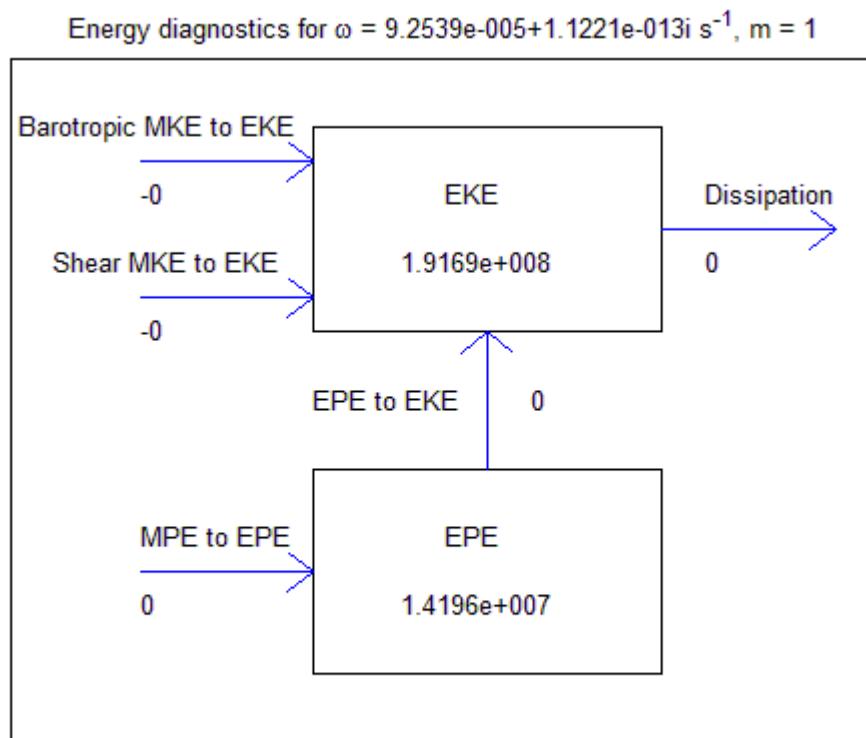 Energy diagnostics for ω = 9.2539e-005+1.1221e-013i s⁻¹, m = 1
Barotropic MKE to EKE
-0
EKE
Dissipation
Shear MKE to EKE
1.9169e+008
0
-0
EPE to EKE
0
MPE to EPE
EPE
0
1.4196e+007